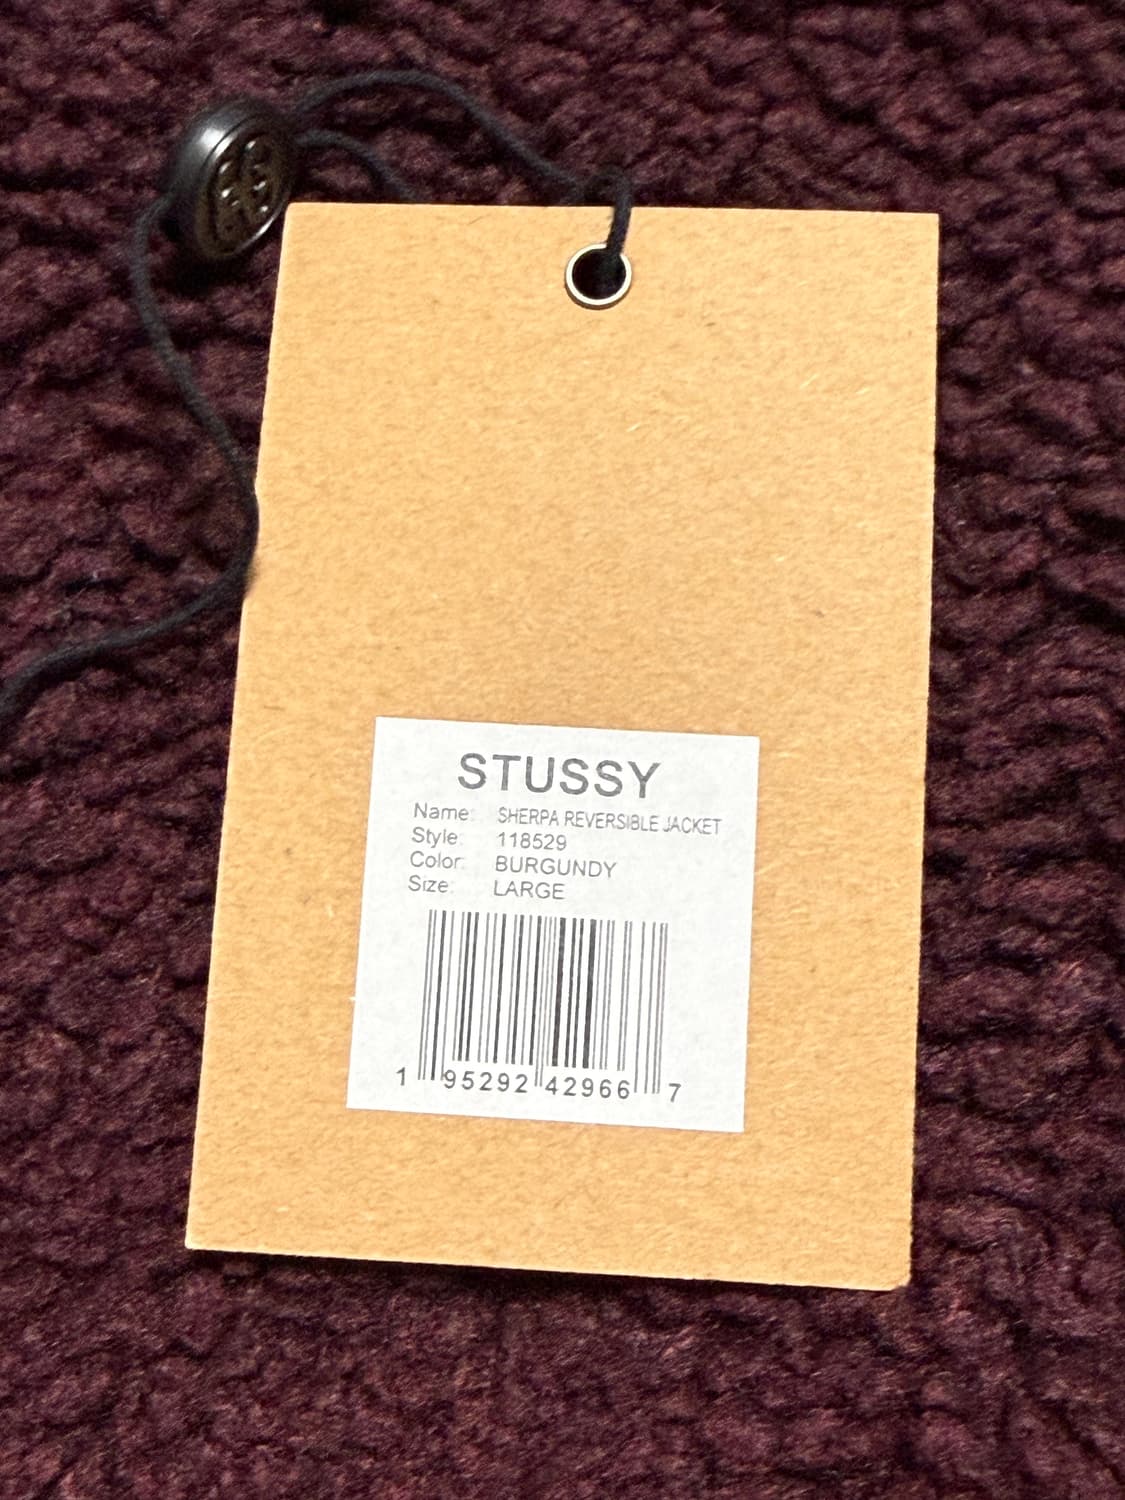 STUSSY
Name: SHERPA REVERSIBLE JACKET
Style: 118529
Color: BURGUNDY
Size: LARGE
1 95292 42966 7